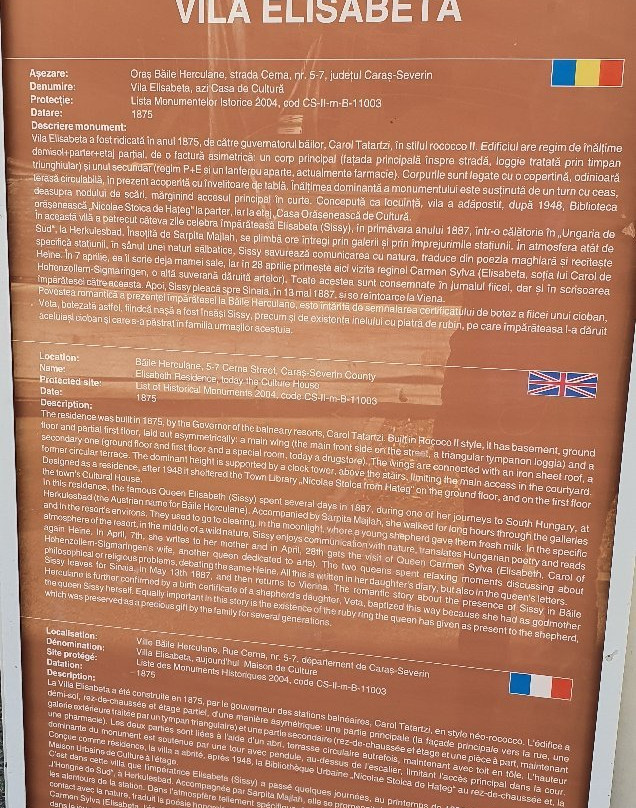 VILA ELISABETA
Așezare: Oraș Băile Herculane, strada Cerna, nr. 5-7, județul Caraș-Severin
Denumire: Vila Elisabeta, azi Casa de Cultură
Protecție: Lista Monumentelor Istorice 2004, cod CS-II-m-B-11003
Datare: 1875
Descriere monument:
Vila Elisabeta a fost ridicată în anul 1875, de către guvernatorul băilor, Carol Tatartzi, în stilul rococo II. Edificiul are regim de înălțime
demisol+parter+etaj parțial, de o factură asimetrică: un corp principal (fațada principală înspre stradă, loggie tratată prin timpan
triunghiular) și unul secundar (regim P+E și un lanterou aparte, actualmente farmacie). Corpurile sunt legate cu o copertină, odinioară
terasă circulabilă, în prezent acoperită cu învelitoare de tablă. Înălțimea dominantă a monumentului este susținută de un turn cu ceas,
deasupra nodului de scări, mărginind accesul principal în curte. Concepută ca locuință, vila a adăpostit, după 1948, Biblioteca
orășenească „Nicolae Stoica de Hațeg" la parter, iar la etaj „Casa Orășenească de Cultură.
În această vilă a petrecut câteva zile celebra împărăteasă Elisabeta (Sissy), în primăvara anului 1887, într-o călătorie în „Ungaria de
Sud", la Herkulesbad. Însoțită de Sarpita Majlah, se plimbă ore întregi prin galerii și prin împrejurimile stațiunii. În atmosfera atât de
specifică stațiunii, în sânul unei naturi sălbatice, Sissy savurează comunicarea cu natura, traduce din poezia maghiară și recitește
Heine. În 7 aprilie, ea îi scrie deja mamei sale, iar în 28 aprilie primește aici vizita reginei Carmen Sylva (Elisabeta, soția lui Carol de
Hohenzollern-Sigmaringen, o altă suverană dăruită artelor). Toate acestea sunt consemnate în jurnalul fiicei, dar și în scrisoarea
împărătesei către aceasta. Apoi, Sissy pleacă spre Sinaia, în 13 mai 1887, și se reîntoarce la Viena.
Povestea romantică a prezenței împărătesei la Băile Herculane, este întărită de semnalarea certificatului de botez a fiicei unui cioban,
Veta, botezată astfel, fiindcă nașă a fost însăși Sissy, precum și de existența inelului cu piatră de rubin, pe care împărăteasa l-a dăruit
aceluiași cioban și care s-a păstrat în familia urmașilor acestuia.
Location: Băile Herculane, 5-7 Cerna Street, Caraș-Severin County
Name: Elisabeth Residence, today the Culture House
Protected site: List of Historical Monuments 2004, code CS-II-m-B-11003
Date: 1875
Description:
The residence was built in 1875, by the Governor of the balneary resorts, Carol Tatartzi. Built in Rococo II style, it has basement, ground
floor and partial first floor, laid out asymmetrically: a main wing (the main front side on the street, a triangular tympanon loggia) and a
secondary one (ground floor and first floor and a special room, today a drugstore). The wings are connected with an iron sheet roof, a
former circular terrace. The dominant height is supported by a clock tower, above the stairs, limiting the main access in the courtyard.
Designed as a residence, after 1948 it sheltered the Town Library „Nicolae Stoica from Hațeg" on the ground floor, and on the first floor
the town's Cultural House.
In this residence, the famous Queen Elisabeth (Sissy) spent several days in 1887, during one of her journeys to South Hungary, at
Herkulesbad (the Austrian name for Băile Herculane). Accompanied by Sarpita Majlah, she walked for long hours through the galleries
and in the resort's environs. They used to go to clearing, in the moonlight, where a young shepherd gave them fresh milk. In the specific
atmosphere of the resort, in the middle of a wild nature, Sissy enjoys communication with nature, translates Hungarian poetry and reads
again Heine. In April 7th, she writes to her mother and in April, 28th gets the visit of Queen Carmen Sylva (Elisabeth, Carol of
Hohenzollern-Sigmaringen's wife, another queen dedicated to arts). The two queens spent relaxing moments discussing about
philosophical or religious problems, debating the same Heine. All this is written in her daughter's diary, but also in the queen's letters.
Sissy leaves for Sinaia, in May 13th 1887, and then returns to Vienna. The romantic story about the presence of Sissy in Băile
Herculane is further confirmed by a birth certificate of a shepherd's daughter, Veta, baptized this way because she had as godmother
the queen Sissy herself. Equally important in this story is the existence of the ruby ring the queen has given as present to the shepherd,
which was preserved as a precious gift by the family for several generations.
Localisation: Ville Băile Herculane, Rue Cerna, nr. 5-7, département de Caraș-Severin
Dénomination: Villa Elisabeta, aujourd'hui Maison de Culture
Site protégé: Liste des Monuments Historiques 2004, code CS-II-m-B-11003
Datation: 1875
Description:
La Villa Elisabeta a été construite en 1875, par le gouverneur des stations balnéaires, Carol Tatartzi, en style néo-rococo. L'édifice a
démi-sol, rez-de-chaussée et étage partiel, d'une manière asymétrique: une partie principale (la façade principale vers la rue, une
galerie extérieure traitée par un tympan triangulaire) et une partie secondaire (rez-de-chaussée et étage et une pièce à part, maintenant
une pharmacie). Les deux parties sont liées à l'aide d'un abri, terrasse circulaire autrefois, maintenant avec toit en tôle. L'hauteur
dominante du monument est soutenue par une tour avec pendule, au-dessus de l'escalier, limitant l'accès principal dans la cour.
Conçue comme résidence, la villa a abrité, après 1948, la Bibliothèque Urbaine „Nicolae Stoica de Hațeg" au rez-de-chaussée, et, la
Maison Urbaine de Culture à l'étage.
C'est dans cette villa que l'impératrice Elisabeta (Sissy) a passé quelques journées, au printemps de
„Hongrie de Sud", à Herkulesbad. Accompagnée par Sarpita Majlah, elle se
les alentours de la station. Dans l'atmosphère tellement
contact avec la nature, traduit la poésie
Carmen Sylva (Elisabeta,